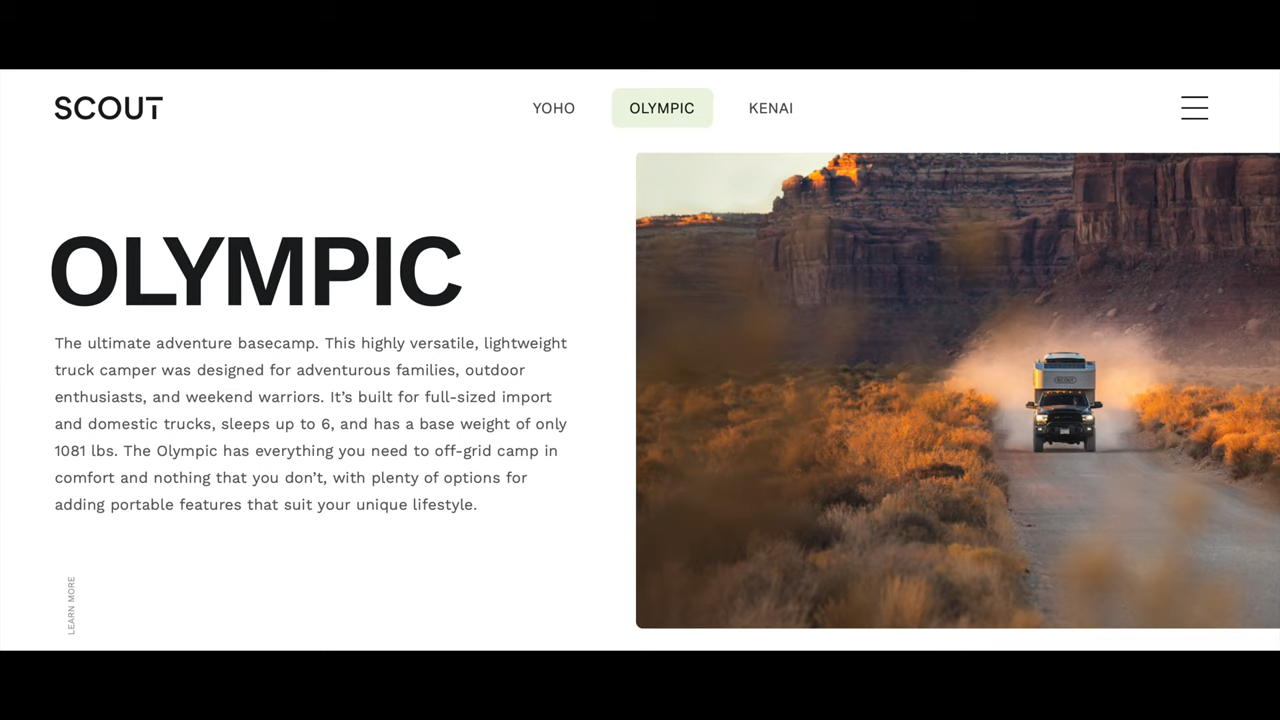 SCOUT
YOHO
OLYMPIC
KENAI
OLYMPIC
The ultimate adventure basecamp. This highly versatile, lightweight
truck camper was designed for adventurous families, outdoor
enthusiasts, and weekend warriors. It’s built for full-sized import
and domestic trucks, sleeps up to 6, and has a base weight of only
1081 lbs. The Olympic has everything you need to off-grid camp in
comfort and nothing that you don’t, with plenty of options for
adding portable features that suit your unique lifestyle.
LEARN MORE
SCOUT